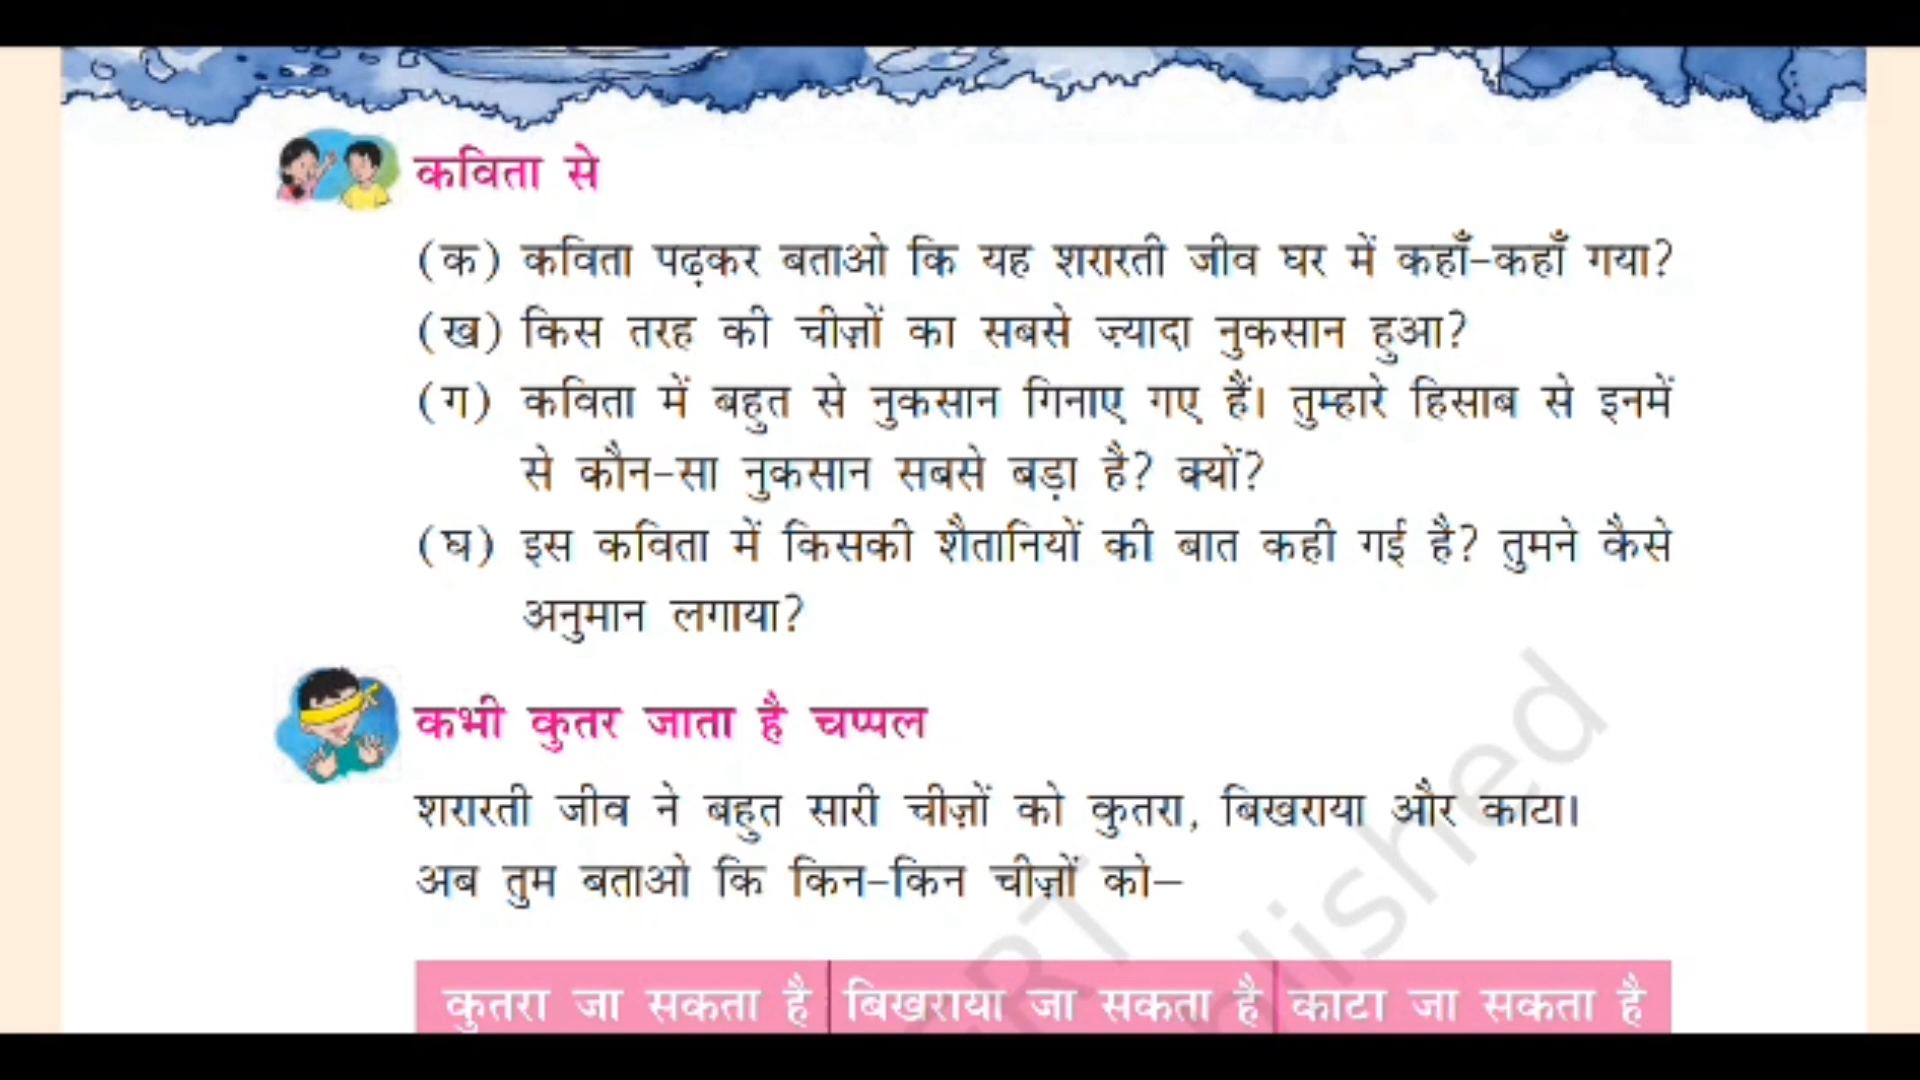 कविता से
(क) कविता पढ़कर बताओ कि यह शरारती जीव घर में कहाँ-कहाँ गया?
(ख) किस तरह की चीज़ों का सबसे ज़्यादा नुकसान हुआ?
(ग) कविता में बहुत से नुकसान गिनाए गए हैं। तुम्हारे हिसाब से इनमें
से कौन-सा नुकसान सबसे बड़ा है? क्यों?
(घ) इस कविता में किसकी शैतानियों की बात कही गई है? तुमने कैसे
अनुमान लगाया?
कभी कुतर जाता है चप्पल
शरारती जीव ने बहुत सारी चीज़ों को कुतरा, बिखराया और काटा।
अब तुम बताओ कि किन-किन चीज़ों को—
कुतरा जा सकता है बिखराया जा सकता है काटा जा सकता है